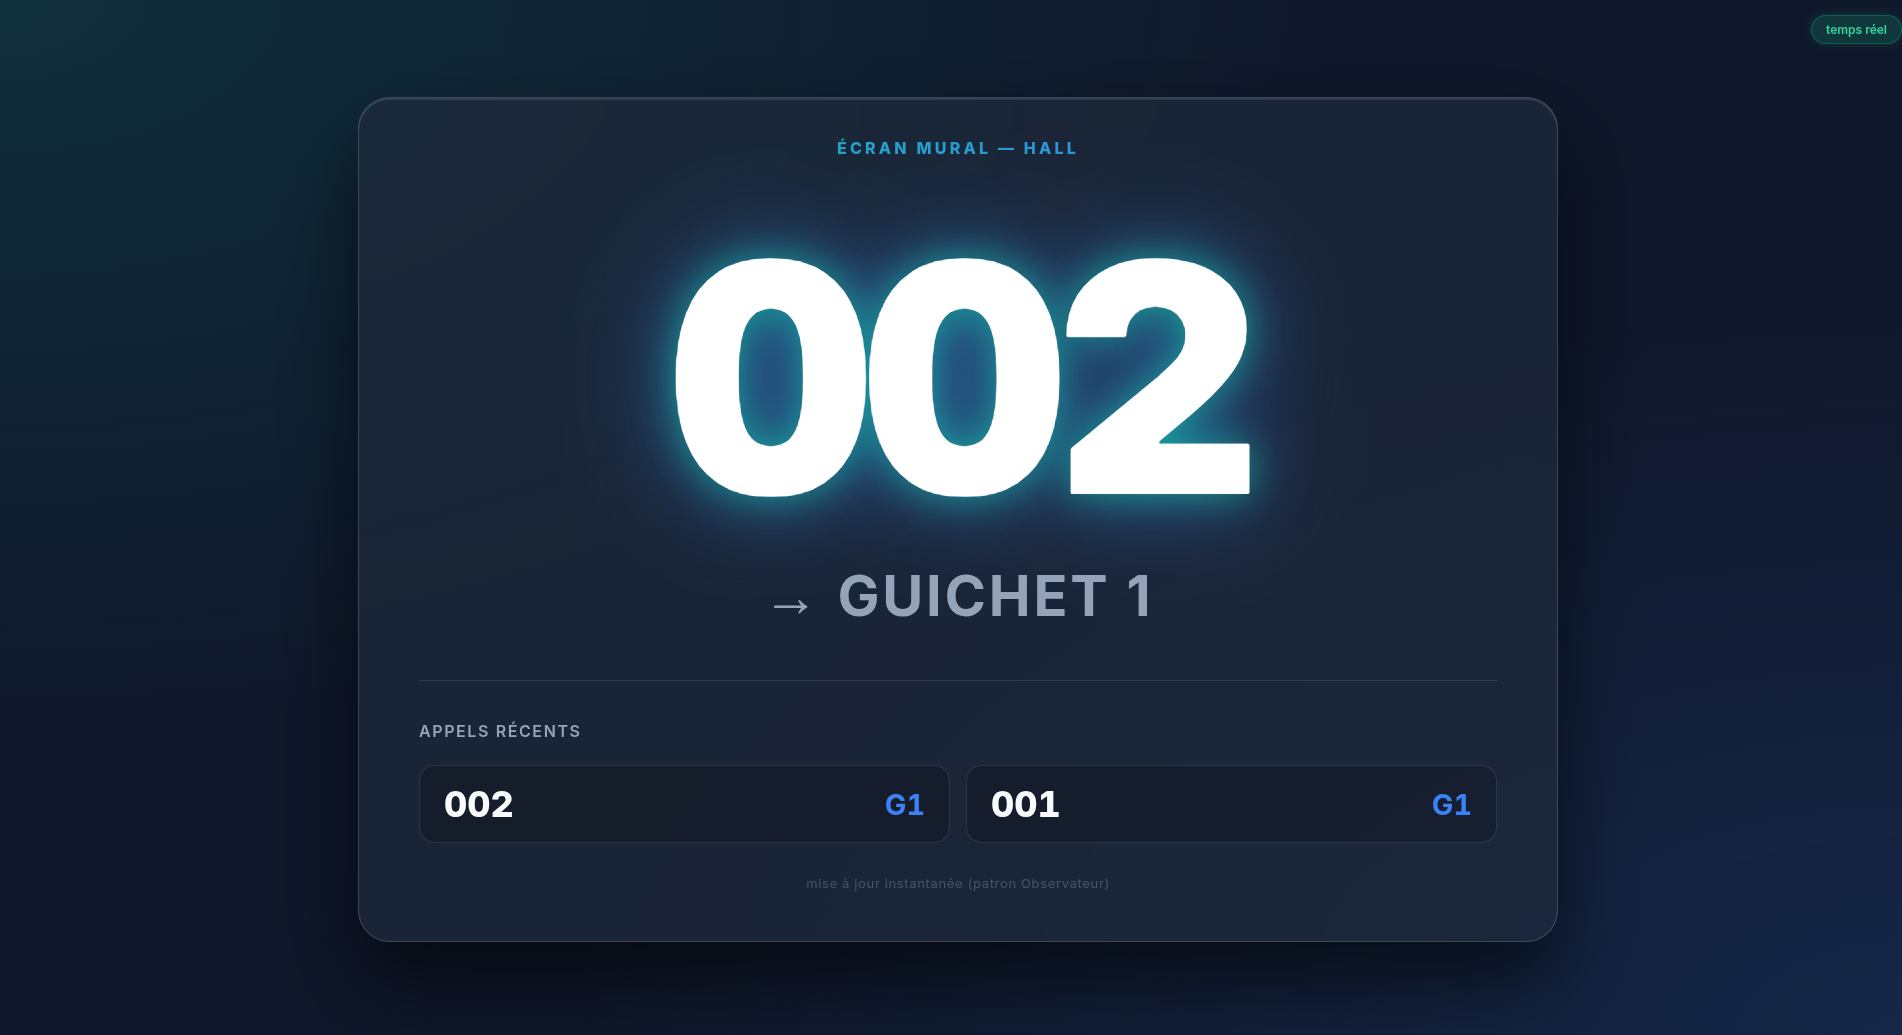 temps réel
ÉCRAN MURAL — HALL
002
→ GUICHET 1
APPELS RÉCENTS
002 G1 001 G1
mise à jour instantanée (patron Observateur)